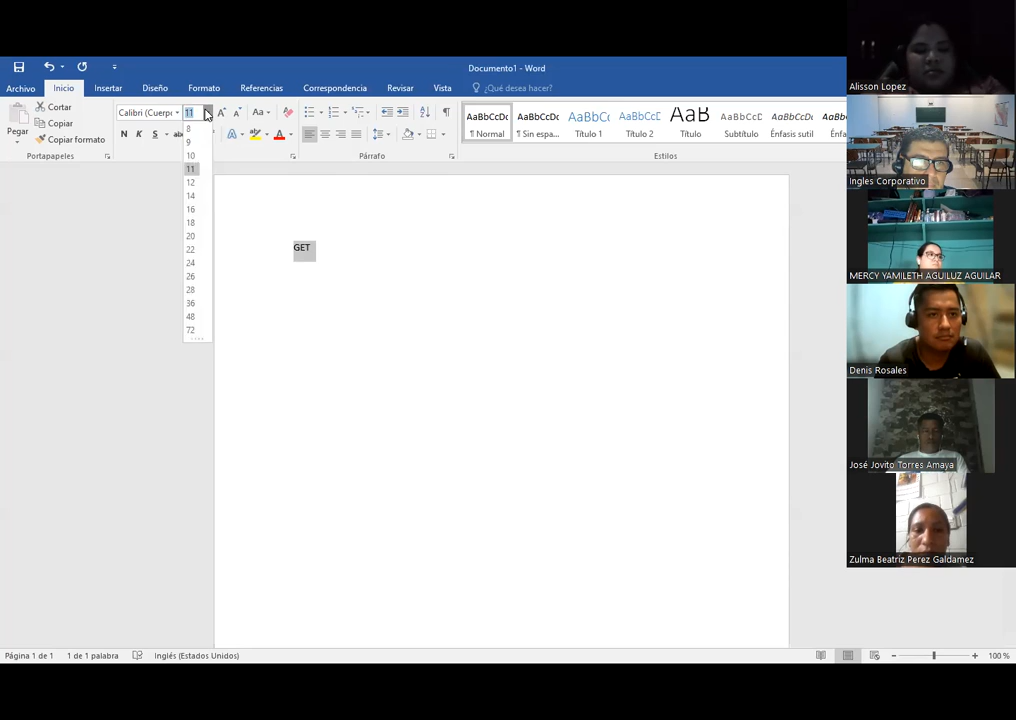 Documento1 - Word
Archivo Inicio Insertar Diseño Formato Referencias Correspondencia Revisar Vista ¿Qué desea hacer?
Pegar
Cortar
Copiar
Copiar formato
Portapapeles
Calibri (Cuerpo 11
N K S abc
8
9
10
11
12
14
16
18
20
22
24
26
28
36
48
72
Párrafo
AaBbCcDc AaBbCcDc AaBbCc AaBbCcD AaB AaBbCcD AaBbCcDc AaBb
¶ Normal ¶ Sin espa... Título 1 Título 2 Título Subtítulo Énfasis sutil Énfa
Estilos
GET
Página 1 de 1 1 de 1 palabra Inglés (Estados Unidos)
100 %
Alisson Lopez
Ingles Corporativo
MERCY YAMILETH AGUILUZ AGUILAR
Denis Rosales
José Jovito Torres Amaya
Zulma Beatriz Perez Galdamez